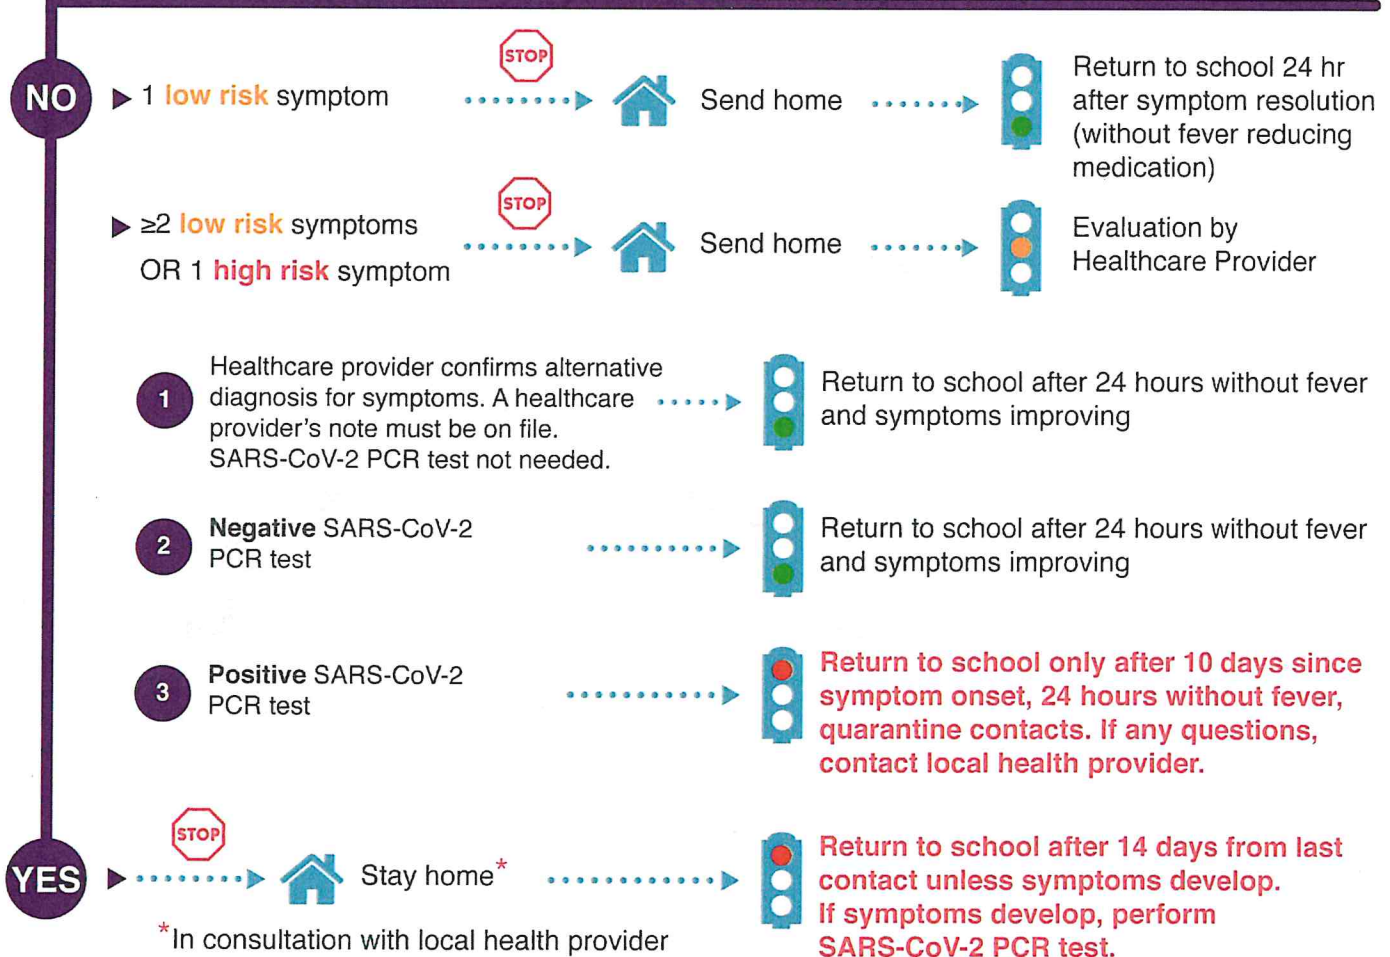 NO
▶ 1 low risk symptom
STOP
Send home
Return to school 24 hr
after symptom resolution
(without fever reducing
medication)
▶ ≥2 low risk symptoms
OR 1 high risk symptom
STOP
Send home
Evaluation by
Healthcare Provider
1
Healthcare provider confirms alternative
diagnosis for symptoms. A healthcare
provider's note must be on file.
SARS-CoV-2 PCR test not needed.
Return to school after 24 hours without fever
and symptoms improving
2
Negative SARS-CoV-2
PCR test
Return to school after 24 hours without fever
and symptoms improving
3
Positive SARS-CoV-2
PCR test
Return to school only after 10 days since
symptom onset, 24 hours without fever,
quarantine contacts. If any questions,
contact local health provider.
YES
STOP
Stay home*
*In consultation with local health provider
Return to school after 14 days from last
contact unless symptoms develop.
If symptoms develop, perform
SARS-CoV-2 PCR test.